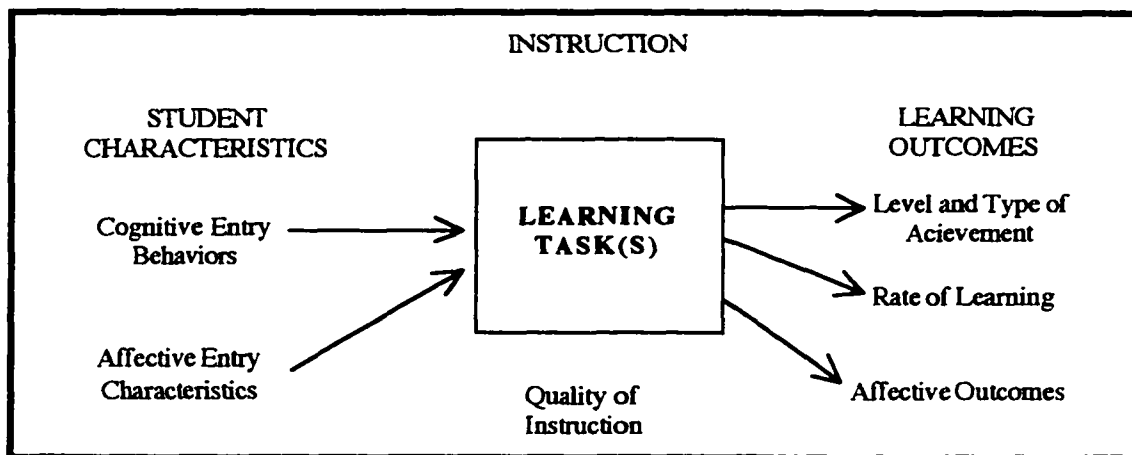 INSTRUCTION
STUDENT
CHARACTERISTICS
Cognitive Entry
Behaviors
Affective Entry
Characteristics
LEARNING
TASK(S)
Quality of
Instruction
LEARNING
OUTCOMES
Level and Type of
Acievement
Rate of Learning
Affective Outcomes